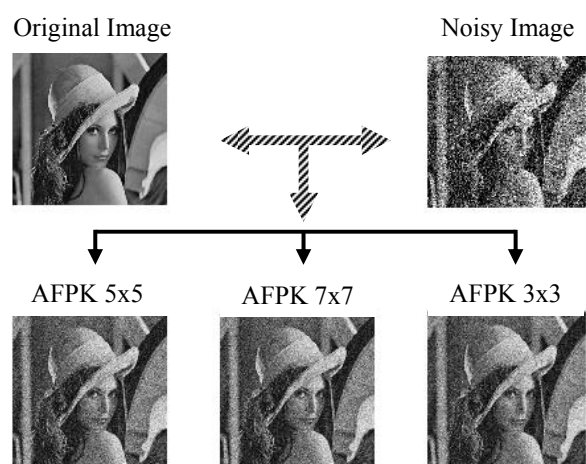 Original Image
Noisy Image
AFPK 5x5
AFPK 7x7
AFPK 3x3